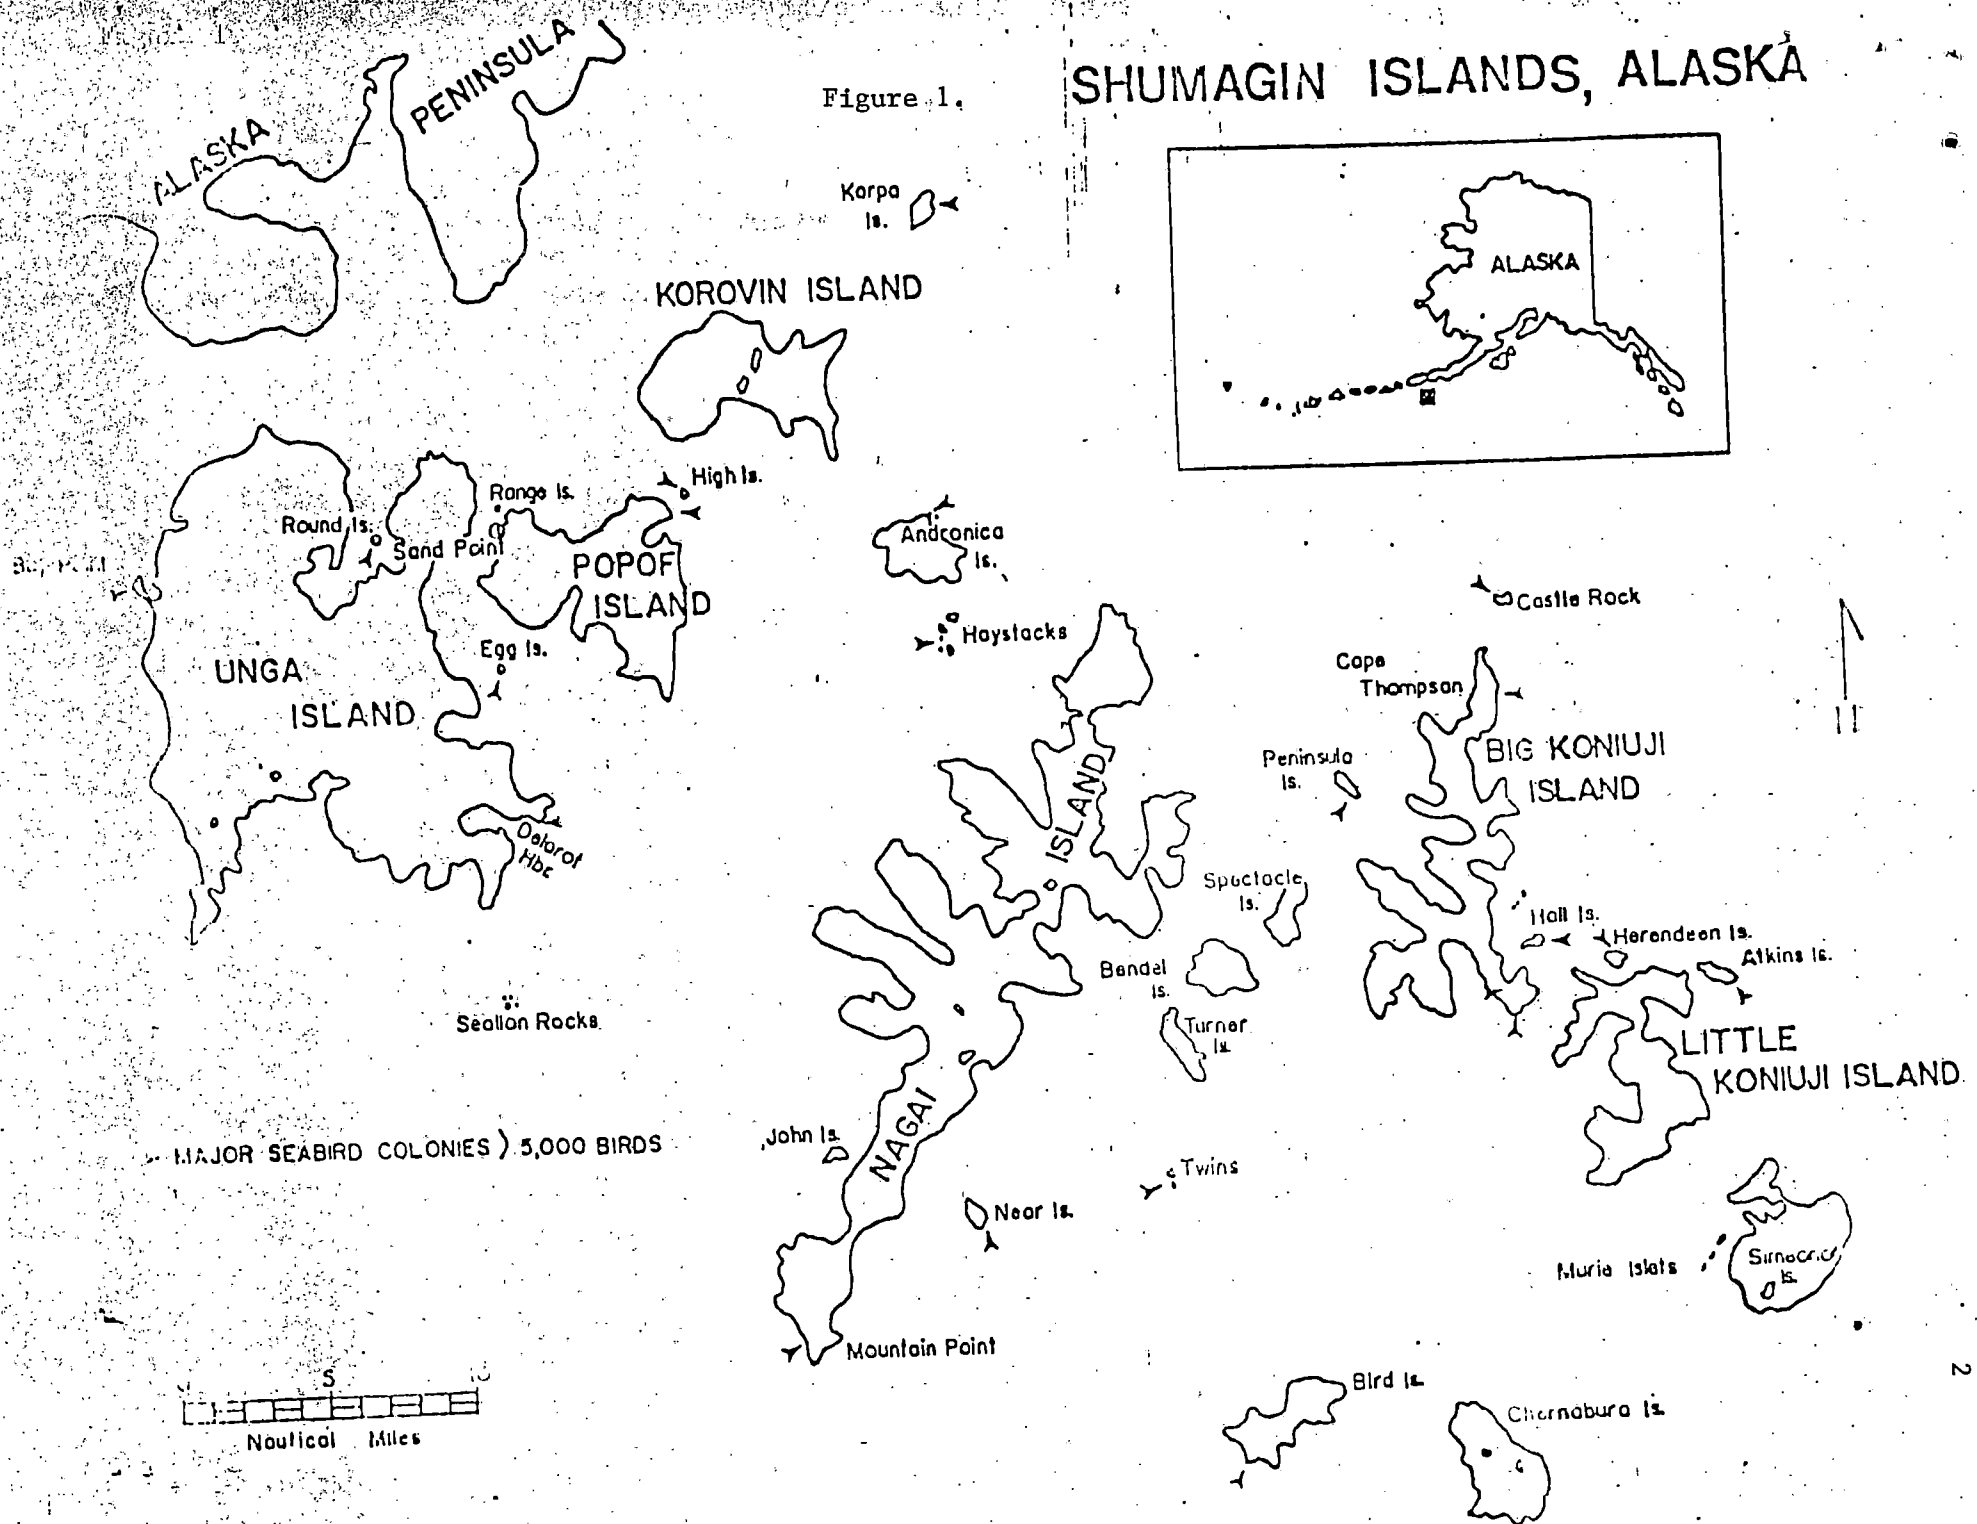 Figure 1.
SHUMAGIN ISLANDS, ALASKA
ALASKA
PENINSULA
Karpa
Is.
ALASKA
KOROVIN ISLAND
High Is.
Range Is.
Round Is.
Sand Point
POPOF
ISLAND
Andronica
Is.
Castle Rock
Haystacks
Egg Is.
UNGA
ISLAND
Cape
Thompson
BIG KONIUJI
ISLAND
Peninsula
Is.
ISLAND
Delarof
Hbr.
Spectacle
Is.
Hall Is.
Herendeen Is.
Atkins Is.
Bendel
Is.
Sealion Rocks
Turner
Is.
LITTLE
KONIUJI ISLAND
NAGAI
John Is.
MAJOR SEABIRD COLONIES ) 5,000 BIRDS
Twins
Near Is.
Murie Islets
Is.
Mountain Point
Bird Is.
Chernabura Is.
5
10
Nautical Miles
2